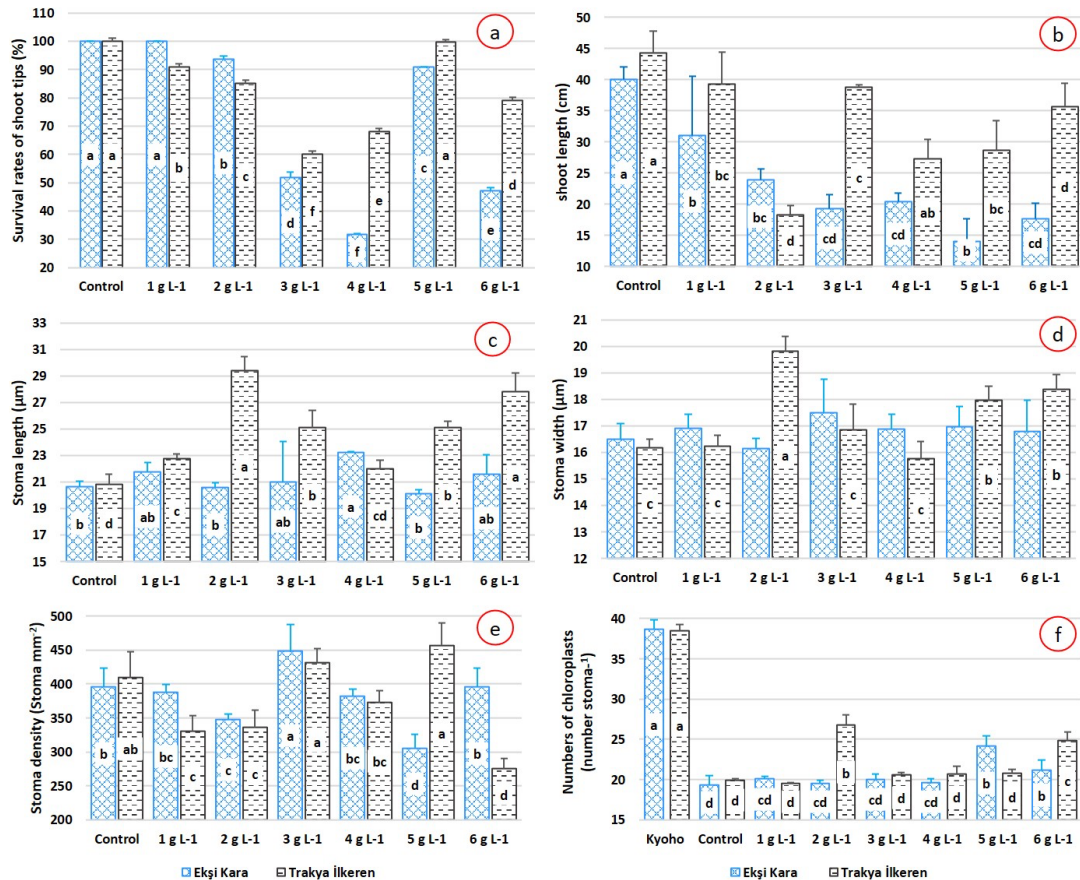 a
Survival rates of shoot tips (%)
110
100
90
80
70
60
50
40
30
20
a a a b b c d f f e c a e d
Control 1 g L-1 2 g L-1 3 g L-1 4 g L-1 5 g L-1 6 g L-1
b
shoot length (cm)
50
45
40
35
30
25
20
15
10
a a b bc bc d cd c cd ab b bc cd d
Control 1 g L-1 2 g L-1 3 g L-1 4 g L-1 5 g L-1 6 g L-1
c
Stoma length (µm)
33
31
29
27
25
23
21
19
17
15
b d ab c b a ab b a cd b b ab a
Control 1 g L-1 2 g L-1 3 g L-1 4 g L-1 5 g L-1 6 g L-1
d
Stoma width (µm)
21
20
19
18
17
16
15
14
13
12
c c a c c b b
Control 1 g L-1 2 g L-1 3 g L-1 4 g L-1 5 g L-1 6 g L-1
e
Stoma density (Stoma mm-2)
500
450
400
350
300
250
200
b ab bc c c c a a bc bc d a b d
Control 1 g L-1 2 g L-1 3 g L-1 4 g L-1 5 g L-1 6 g L-1
Ekşi Kara Trakya İlkeren
f
Numbers of chloroplasts
(number stoma-1)
40
35
30
25
20
15
a a d d cd d cd b cd d cd d b d b c
Kyoho Control 1 g L-1 2 g L-1 3 g L-1 4 g L-1 5 g L-1 6 g L-1
Ekşi Kara Trakya İlkeren